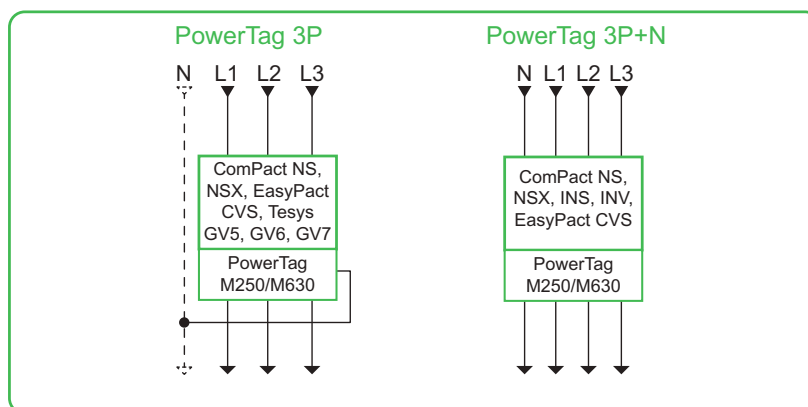 PowerTag 3P
N L1 L2 L3
ComPact NS,
NSX, EasyPact
CVS, Tesys
GV5, GV6, GV7
PowerTag
M250/M630
PowerTag 3P+N
N L1 L2 L3
ComPact NS,
NSX, INS, INV,
EasyPact CVS
PowerTag
M250/M630